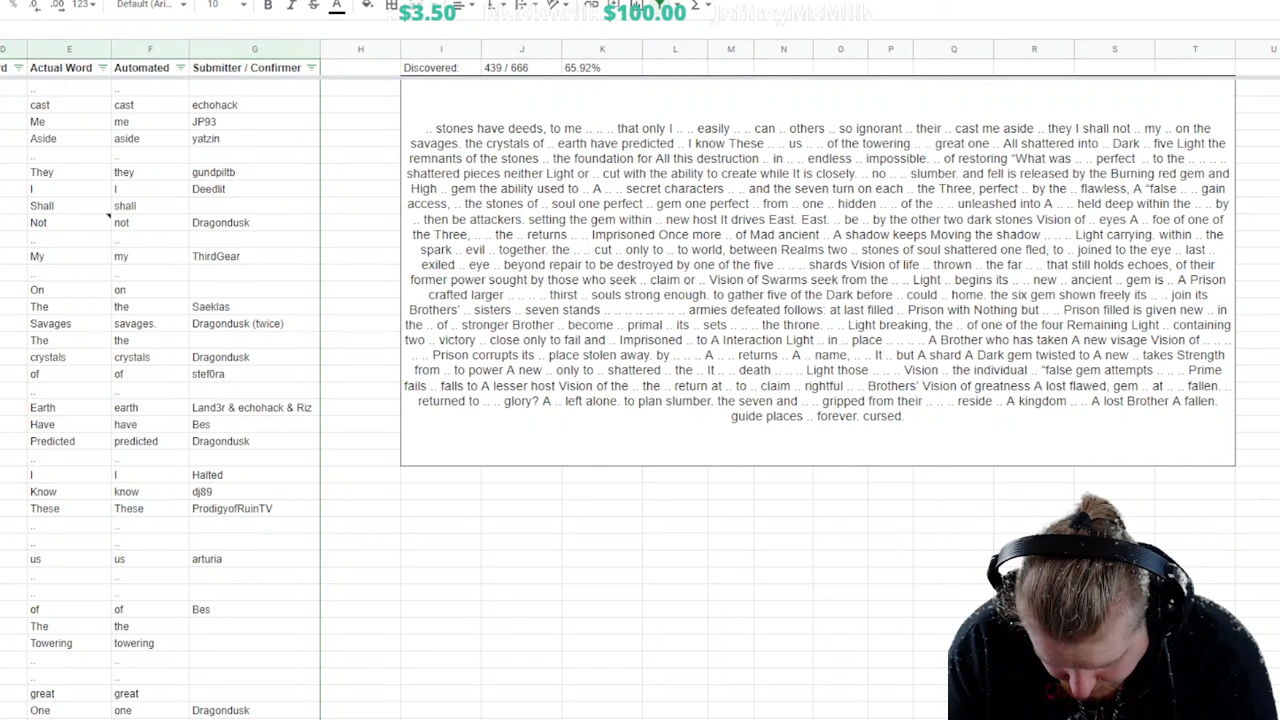 % .0 .00 123 Default (Ari... 10 B I S A
$3.50 $100.00
D E F G H I J K L M N O P Q R S T U
rd Actual Word Automated Submitter / Confirmer Discovered: 439 / 666 65.92%
.. ..
cast cast echohack
Me me JP93
Aside aside yatzin
.. ..
They they gundpiltb
I I Deedlit
Shall shall
Not not Dragondusk
.. ..
My my ThirdGear
.. ..
On on
The the Saeklas
Savages savages. Dragondusk (twice)
The the
crystals crystals Dragondusk
of of stef0ra
.. ..
Earth earth Land3r & echohack & Riz
Have have Bes
Predicted predicted Dragondusk
.. ..
I I Halted
Know know dj89
These These ProdigyofRuinTV
.. ..
.. ..
us us arturia
.. ..
.. ..
of of Bes
The the
Towering towering
.. ..
.. ..
great great
One one Dragondusk
.. stones have deeds, to me .. .. .. that only I .. .. easily .. .. can .. others .. so ignorant .. their .. cast me aside .. they I shall not .. my .. on the
savages. the crystals of .. earth have predicted .. I know These .. .. us .. .. of the towering .. .. great one .. All shattered into .. Dark .. five Light the
remnants of the stones .. the foundation for All this destruction .. in .. .. endless .. impossible. .. of restoring “What was .. .. perfect .. to the .. .. .. ..
shattered pieces neither Light or .. cut with the ability to create while It is closely. .. no .. slumber. and fell is released by the Burning red gem and
High .. gem the ability used to .. A .. .. secret characters .. .. and the seven turn on each .. the Three, perfect .. by the .. flawless, A “false .. .. gain
access, .. the stones of .. soul one perfect .. gem one perfect .. from .. one .. hidden .. .. of the .. .. unleashed into A .. .. held deep within the .. .. by
.. then be attackers. setting the gem within .. new host It drives East. East. .. be .. by the other two dark stones Vision of .. eyes A .. foe of one of
the Three, .. .. the .. returns .. .. Imprisoned Once more .. of Mad ancient .. A shadow keeps Moving the shadow .. .. .. Light carrying. within .. the
spark .. evil .. together. the .. .. cut .. only to .. to world, between Realms two .. stones of soul shattered one fled, to .. joined to the eye .. last ..
exiled .. eye .. beyond repair to be destroyed by one of the five .. .. .. shards Vision of life .. thrown .. the far .. .. that still holds echoes, of their
former power sought by those who seek .. claim or .. Vision of Swarms seek from the .. .. Light .. begins its .. .. new .. ancient .. gem is .. A Prison
crafted larger .. .. .. .. thirst .. souls strong enough. to gather five of the Dark before .. could .. home. the six gem shown freely its .. .. join its
Brothers’ .. sisters .. seven stands .. .. .. .. .. .. .. armies defeated follows: at last filled .. Prison with Nothing but .. .. Prison filled is given new .. in
the .. of .. stronger Brother .. become .. primal .. its .. sets .. .. .. the throne. .. .. Light breaking, the .. of one of the four Remaining Light .. containing
two .. victory .. close only to fail and .. Imprisoned .. to A Interaction Light .. in .. place .. .. .. A Brother who has taken A new visage Vision of .. ..
.. .. Prison corrupts its .. place stolen away. by .. .. .. A .. .. returns .. A .. name, .. .. It .. but A shard A Dark gem twisted to A new .. takes Strength
from .. to power A new .. only to .. shattered .. the .. It .. death .. .. Light those .. .. Vision .. the individual .. “false gem attempts .. .. .. Prime
fails .. falls to A lesser host Vision of the .. the .. return at .. to .. claim .. rightful .. .. Brothers’ Vision of greatness A lost flawed, gem .. at .. fallen. ..
returned to .. .. glory? A .. left alone. to plan slumber. the seven and .. .. gripped from their .. .. .. reside .. A kingdom .. .. A lost Brother A fallen.
guide places .. forever. cursed.